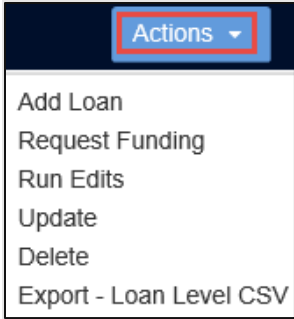 Actions
Add Loan
Request Funding
Run Edits
Update
Delete
Export - Loan Level CSV